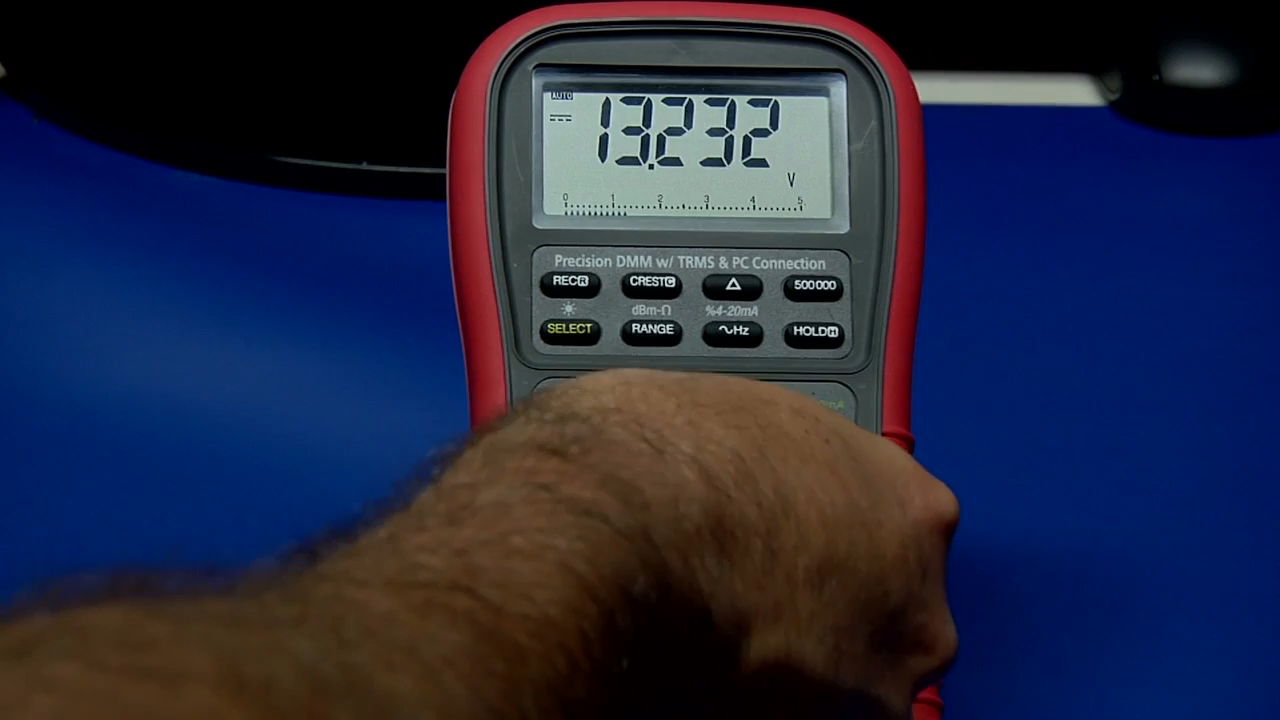 AUTO
13.232
V
0 1 2 3 4 5
Precision DMM w/ TRMS & PC Connection
REC R CREST C △ 500000
dBm-Ω %4-20mA
SELECT RANGE ~Hz HOLD H